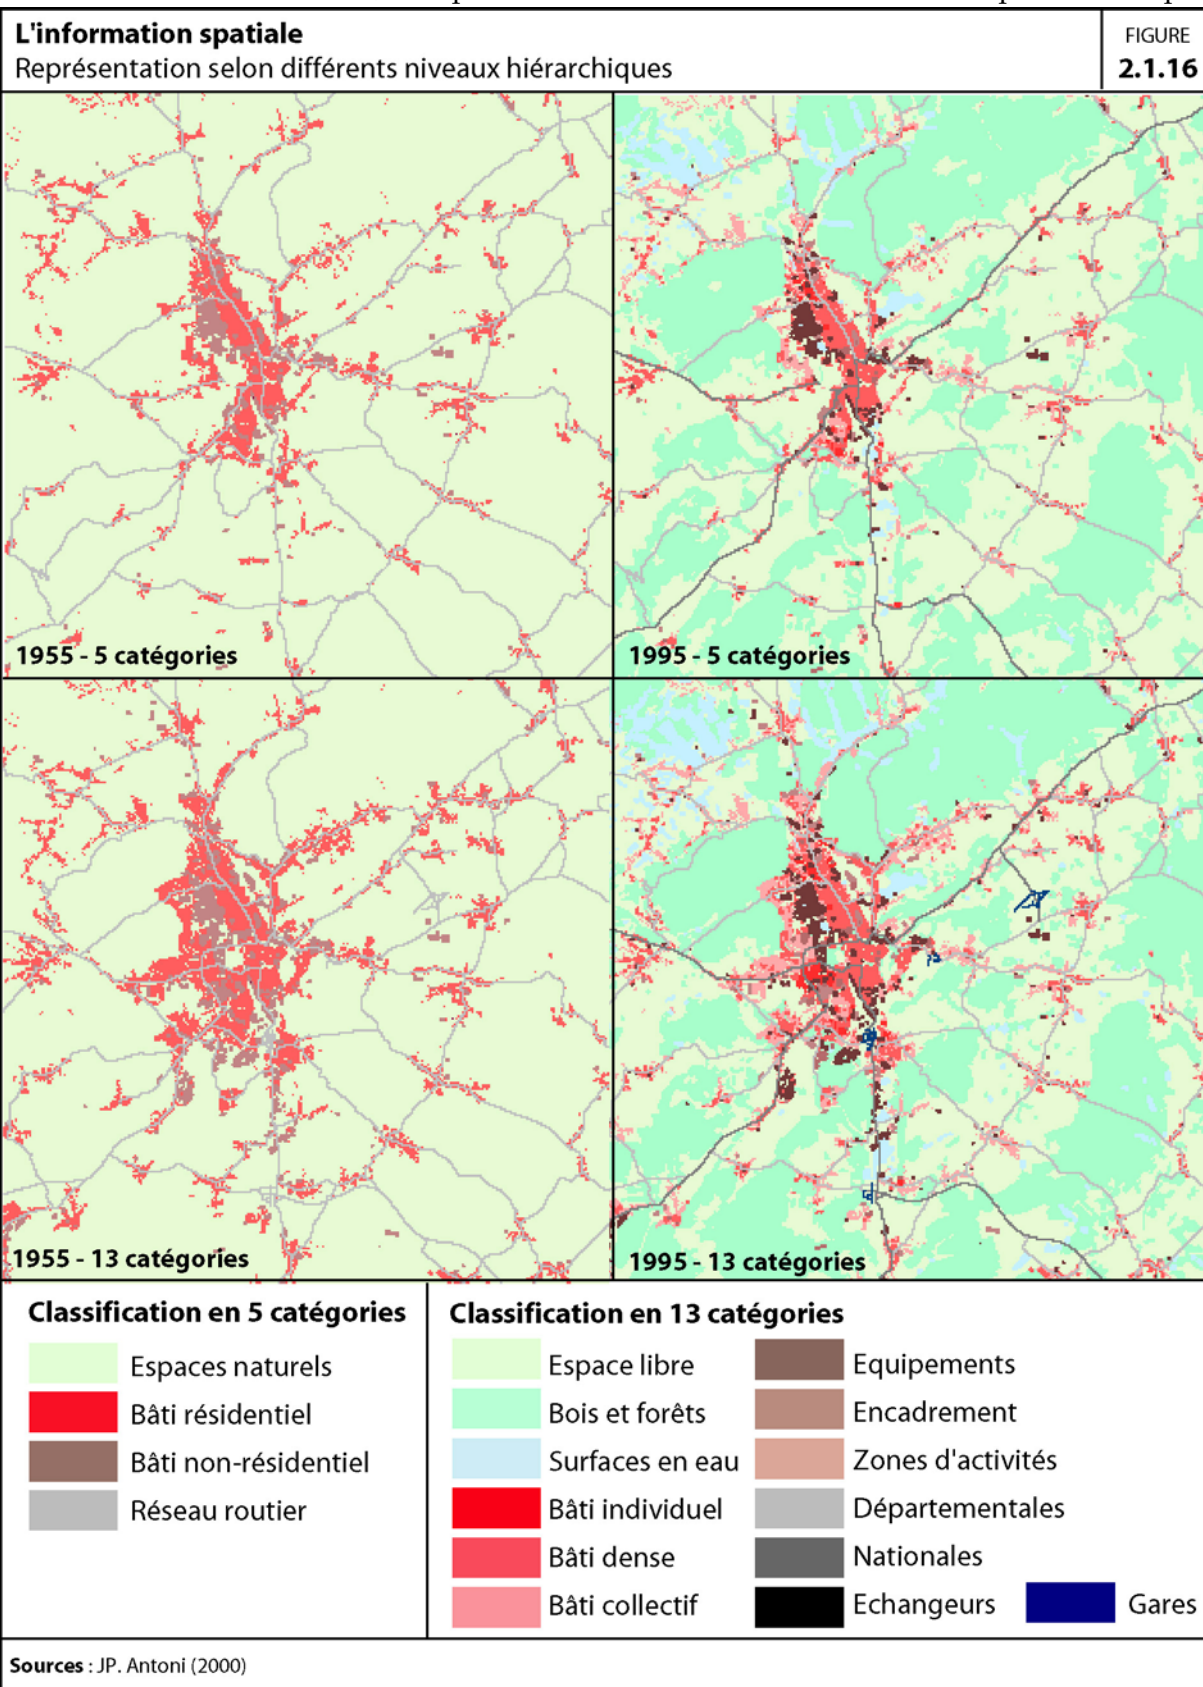 L'information spatiale
Représentation selon différents niveaux hiérarchiques
FIGURE
2.1.16
1955 - 5 catégories
1995 - 5 catégories
1955 - 13 catégories
1995 - 13 catégories
Classification en 5 catégories
Espaces naturels
Bâti résidentiel
Bâti non-résidentiel
Réseau routier
Classification en 13 catégories
Espace libre
Bois et forêts
Surfaces en eau
Bâti individuel
Bâti dense
Bâti collectif
Equipements
Encadrement
Zones d'activités
Départementales
Nationales
Echangeurs
Gares
Sources : JP. Antoni (2000)